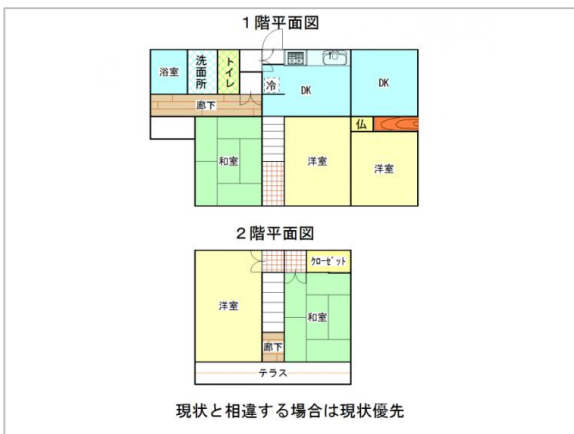 1階平面図
浴室
洗面所
トイレ
冷
DK
DK
廊下
仏
和室
洋室
洋室
2階平面図
クローゼット
洋室
和室
廊下
テラス
現状と相違する場合は現状優先